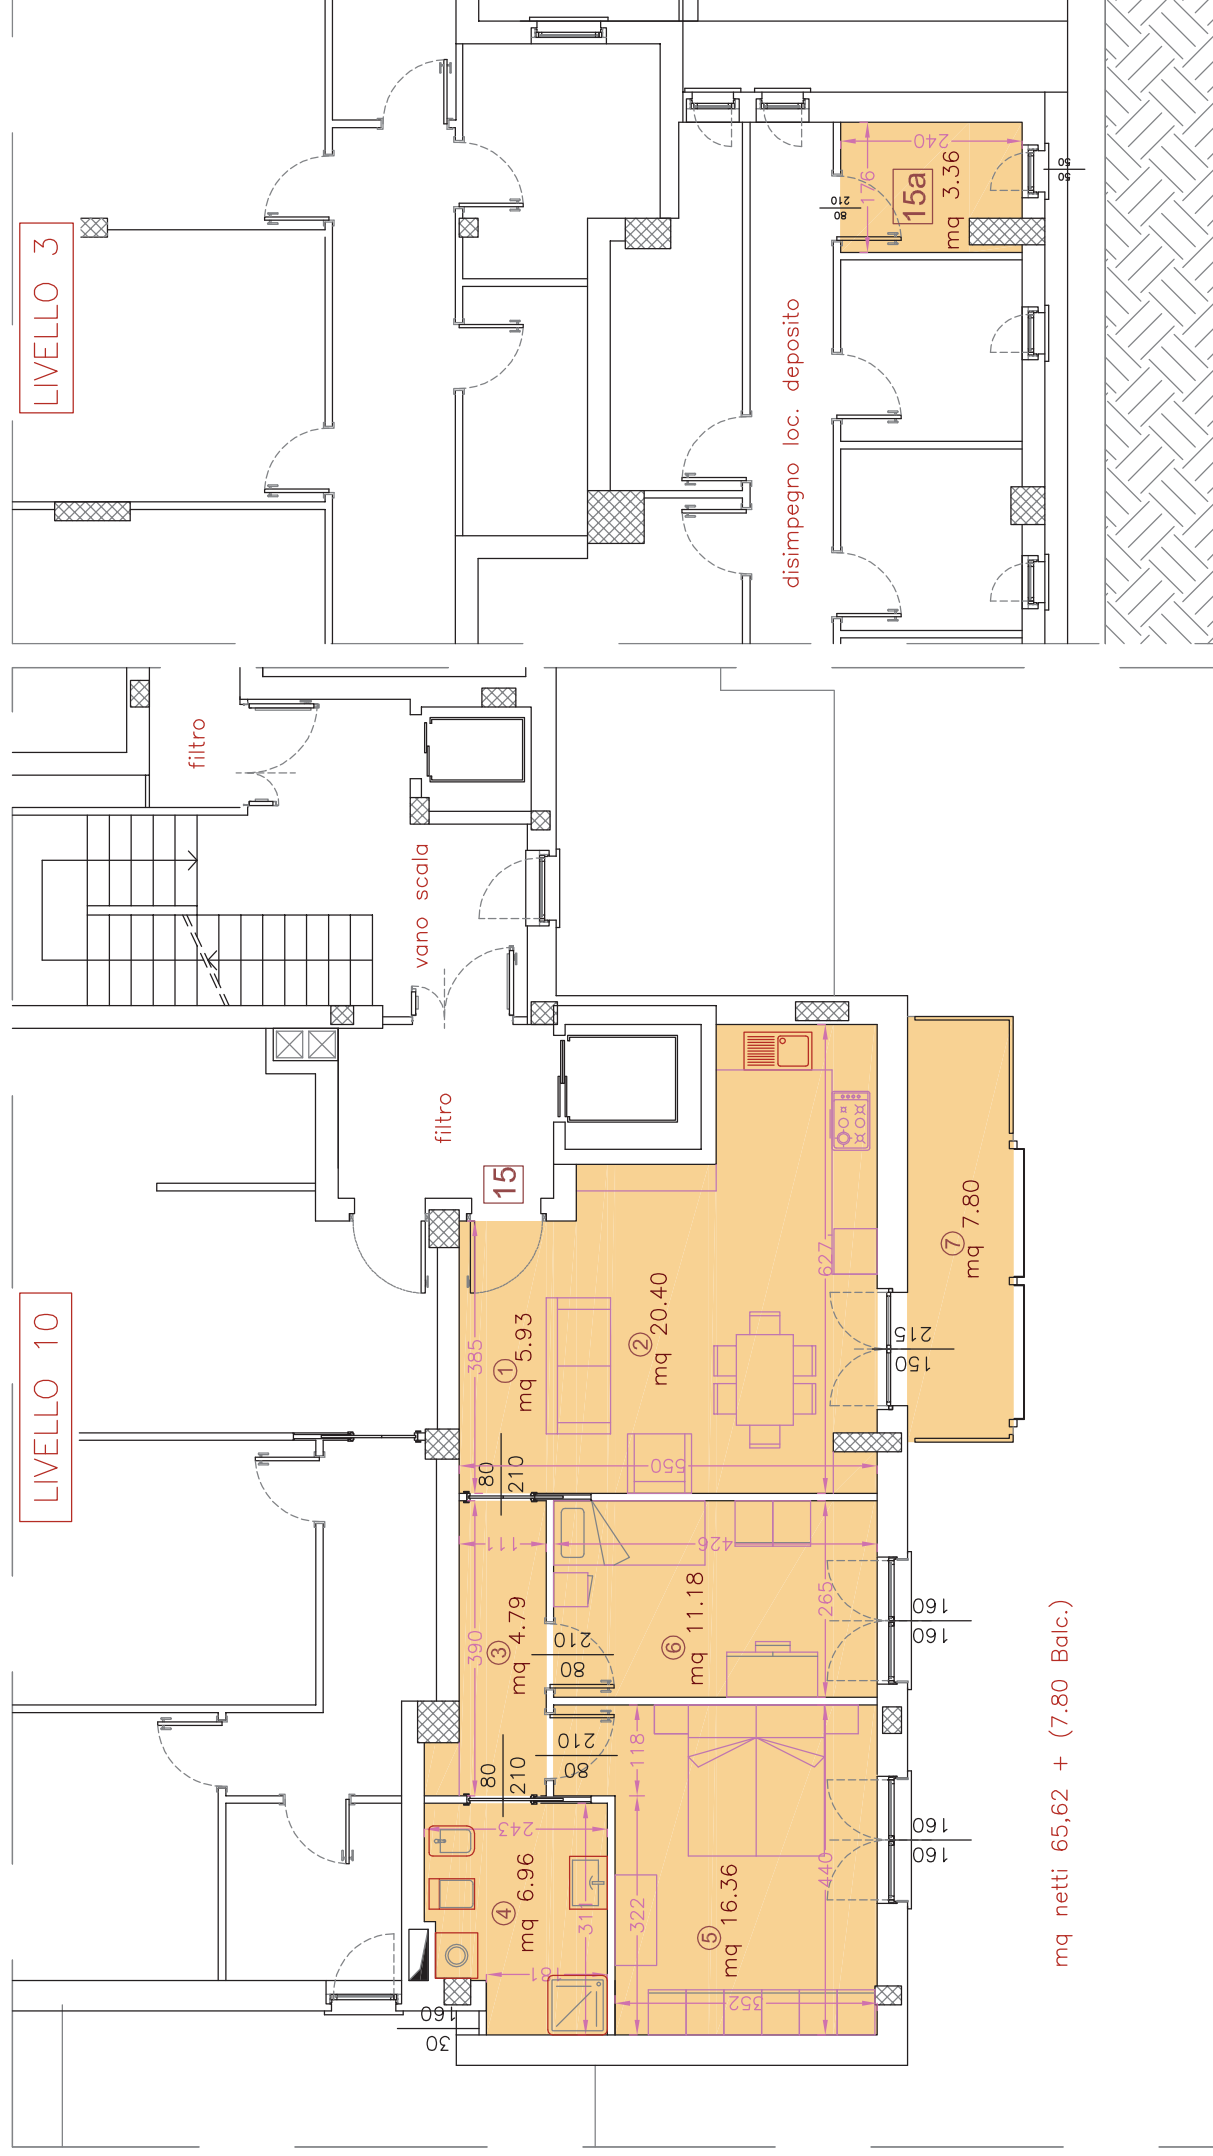 LIVELLO 3
240
176
15a
mq 3.36
80
210
50
50
disimpegno loc. deposito
filtro
vano scala
filtro
15
LIVELLO 10
385
1
mq 5.93
2
mq 20.40
627
7
mq 7.80
150
215
550
80
210
111
426
390
3
mq 4.79
80
210
6
mq 11.18
265
160
160
80
210
80
210
118
243
4
mq 6.96
311
322
5
mq 16.36
440
160
160
181
352
30
160
mq netti 65,62 + (7.80 Balc.)